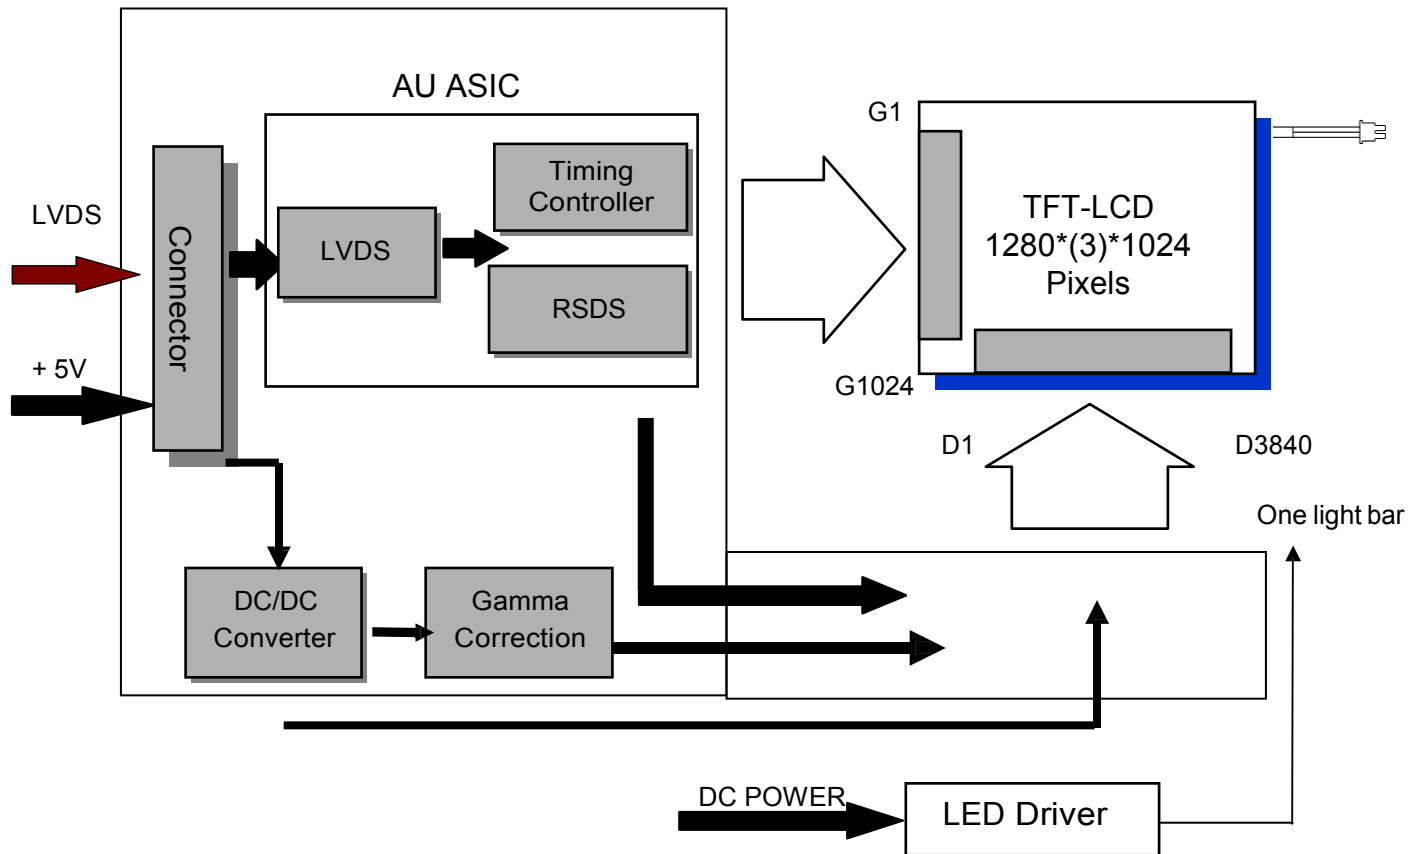 AU ASIC
G1
Timing
Controller
TFT-LCD
1280*(3)*1024
Pixels
LVDS
Connector
LVDS
RSDS
+ 5V
G1024
D1
D3840
One light bar
DC/DC
Converter
Gamma
Correction
DC POWER
LED Driver